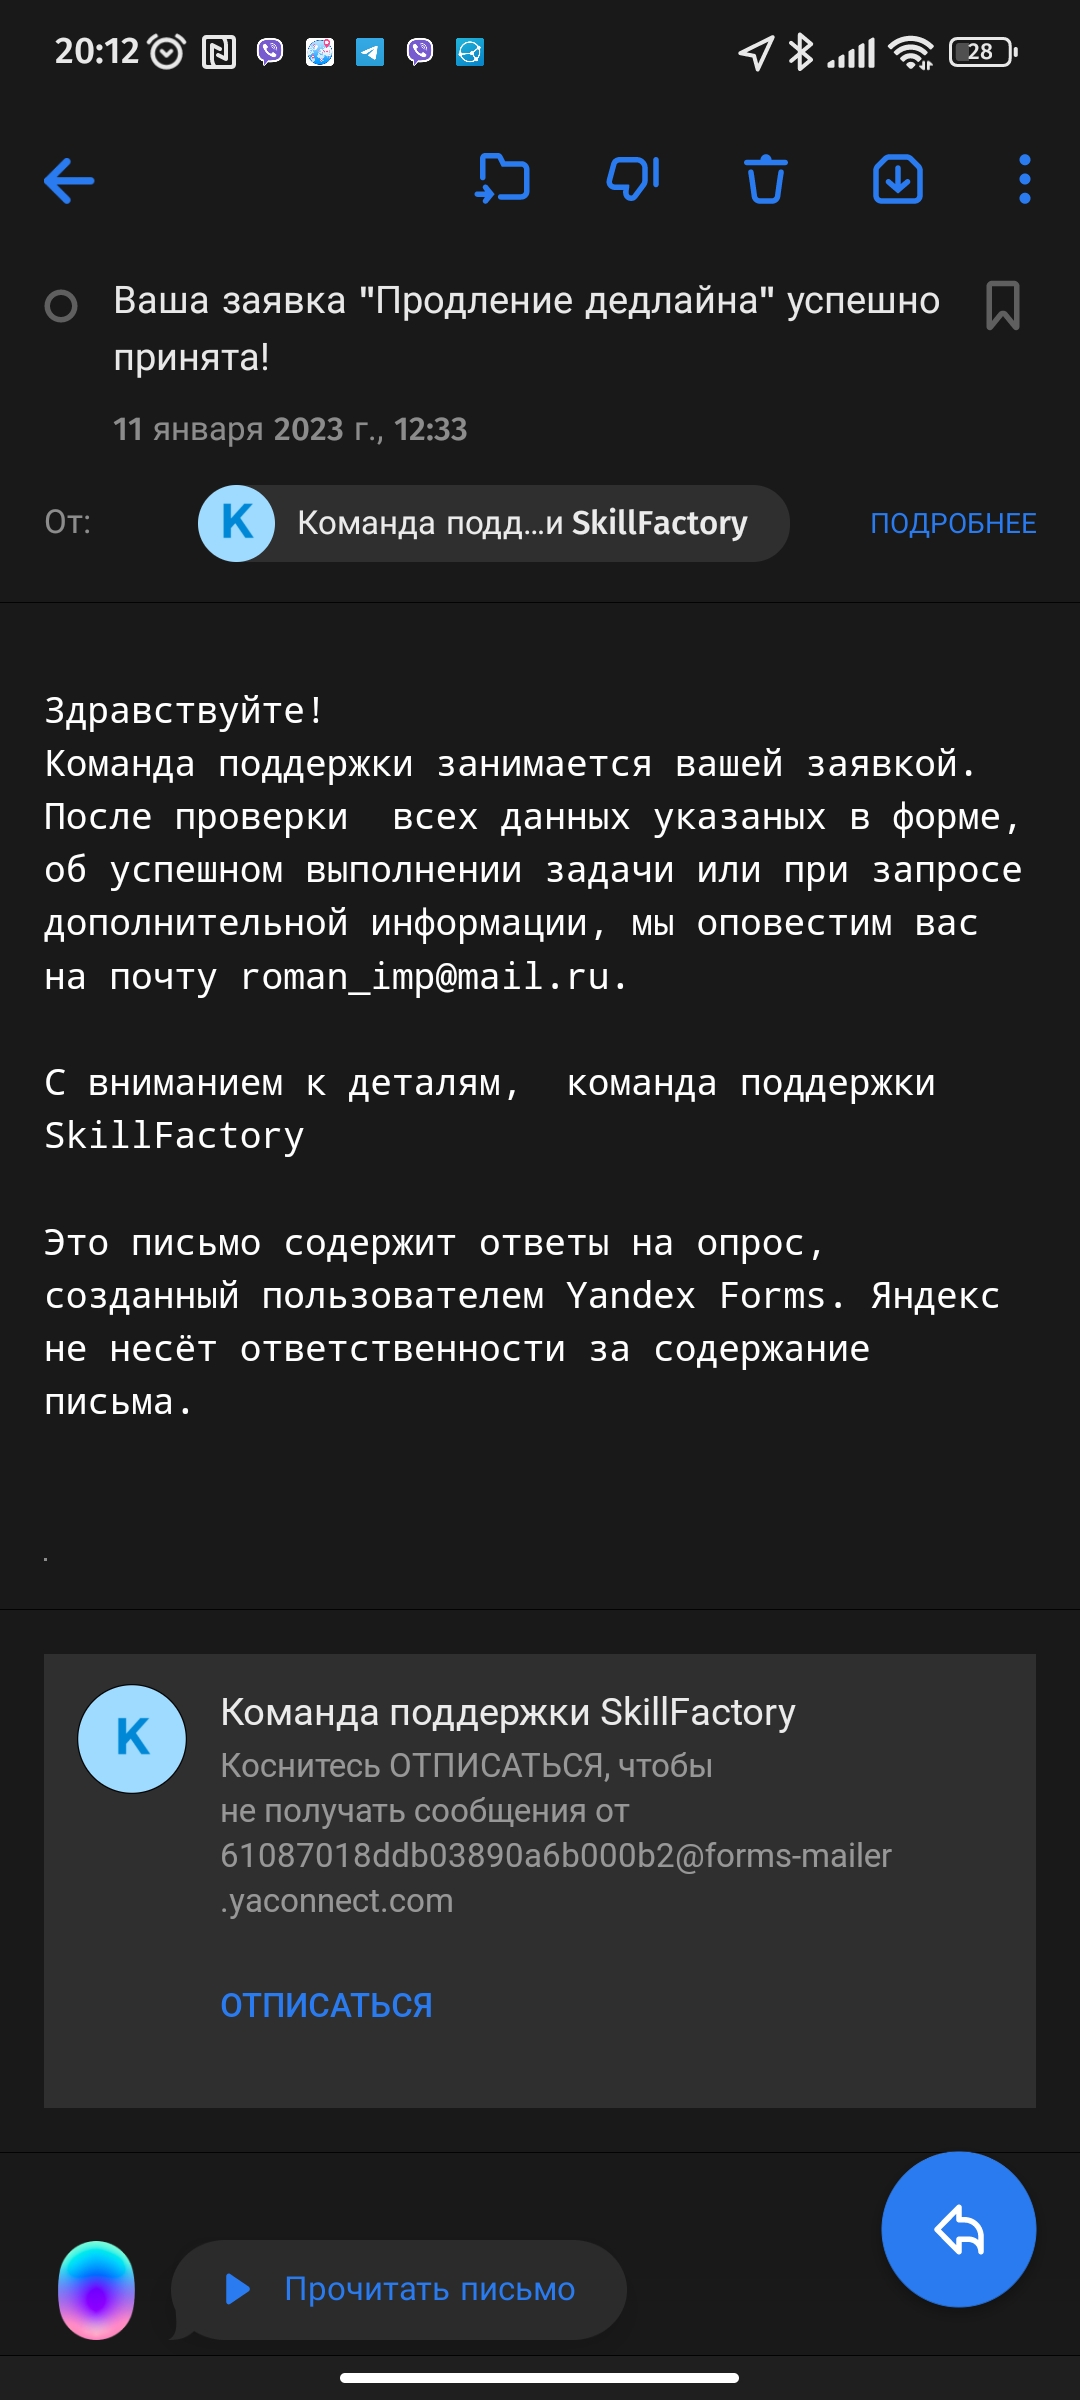 20:12
28
Ваша заявка "Продление дедлайна" успешно
принята!
11 января 2023 г., 12:33
От:
K
Команда подд...и SkillFactory
ПОДРОБНЕЕ
Здравствуйте!
Команда поддержки занимается вашей заявкой.
После проверки  всех данных указаных в форме,
об успешном выполнении задачи или при запросе
дополнительной информации, мы оповестим вас
на почту roman_imp@mail.ru.
С вниманием к деталям,  команда поддержки
SkillFactory
Это письмо содержит ответы на опрос,
созданный пользователем Yandex Forms. Яндекс
не несёт ответственности за содержание
письма.
.
K
Команда поддержки SkillFactory
Коснитесь ОТПИСАТЬСЯ, чтобы
не получать сообщения от
61087018ddb03890a6b000b2@forms-mailer
.yaconnect.com
ОТПИСАТЬСЯ
Прочитать письмо